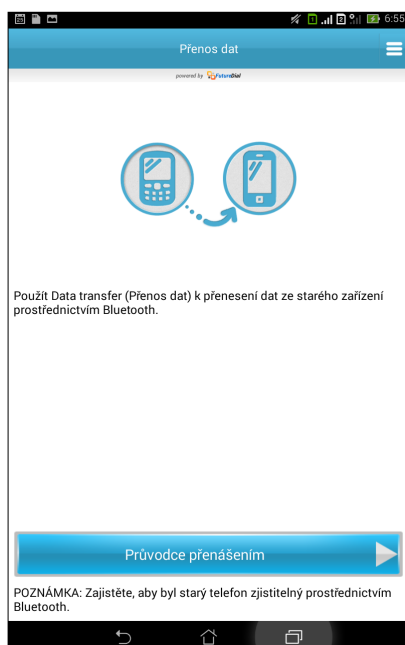 6:55
Přenos dat
powered by FutureDial
Použít Data transfer (Přenos dat) k přenesení dat ze starého zařízení
prostřednictvím Bluetooth.
Průvodce přenášením
POZNÁMKA: Zajistěte, aby byl starý telefon zjistitelný prostřednictvím
Bluetooth.